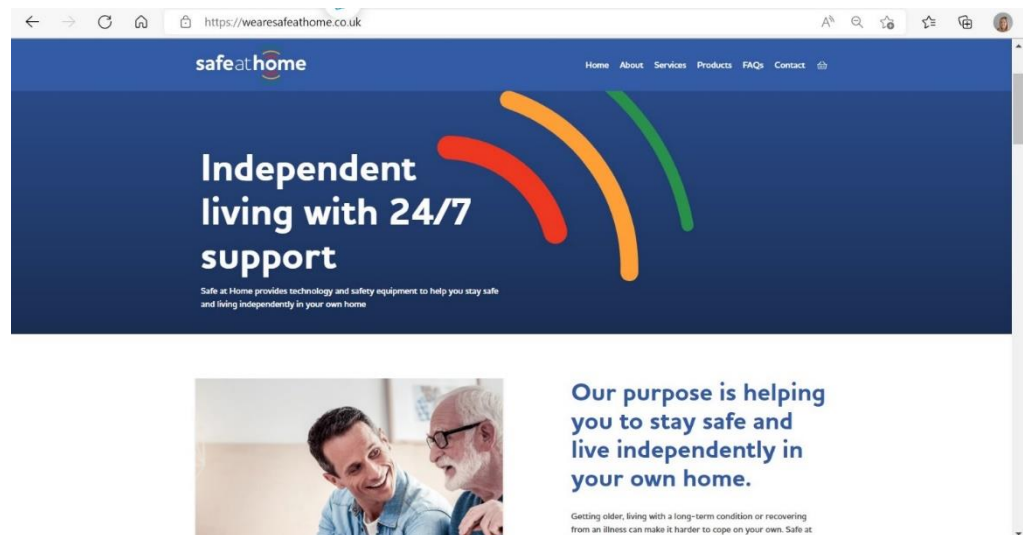 https://wearesafeathome.co.uk
safeathome
Home About Services Products FAQs Contact
Independent
living with 24/7
support
Safe at Home provides technology and safety equipment to help you stay safe
and living independently in your own home
Our purpose is helping
you to stay safe and
live independently in
your own home.
Getting older, living with a long-term condition or recovering
from an illness can make it harder to cope on your own. Safe at